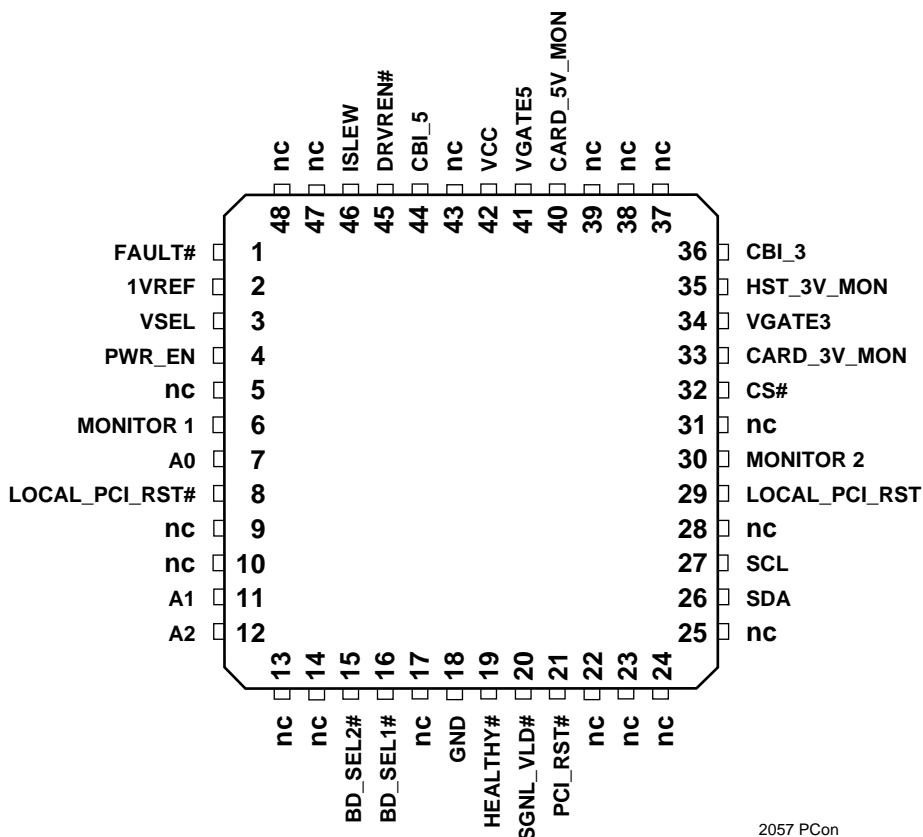 nc
nc
ISLEW
DRVREN#
CBI_5
nc
VCC
VGATE5
CARD_5V_MON
nc
nc
nc
48
47
46
45
44
43
42
41
40
39
38
37
FAULT# 1
1VREF 2
VSEL 3
PWR_EN 4
nc 5
MONITOR 1 6
A0 7
LOCAL_PCI_RST# 8
nc 9
nc 10
A1 11
A2 12
36 CBI_3
35 HST_3V_MON
34 VGATE3
33 CARD_3V_MON
32 CS#
31 nc
30 MONITOR 2
29 LOCAL_PCI_RST
28 nc
27 SCL
26 SDA
25 nc
13
14
15
16
17
18
19
20
21
22
23
24
nc
nc
BD_SEL2#
BD_SEL1#
nc
GND
HEALTHY#
SGNL_VLD#
PCI_RST#
nc
nc
nc
2057 PCon